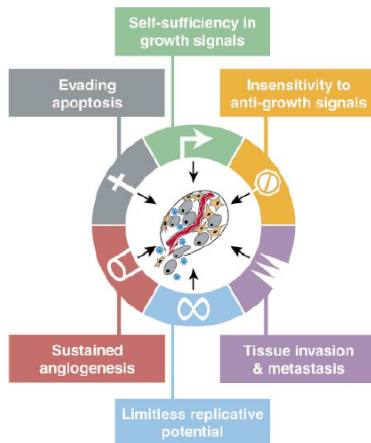 Self-sufficiency in
growth signals
Evading
apoptosis
Insensitivity to
anti-growth signals
Sustained
angiogenesis
Tissue invasion
& metastasis
Limitless replicative
potential